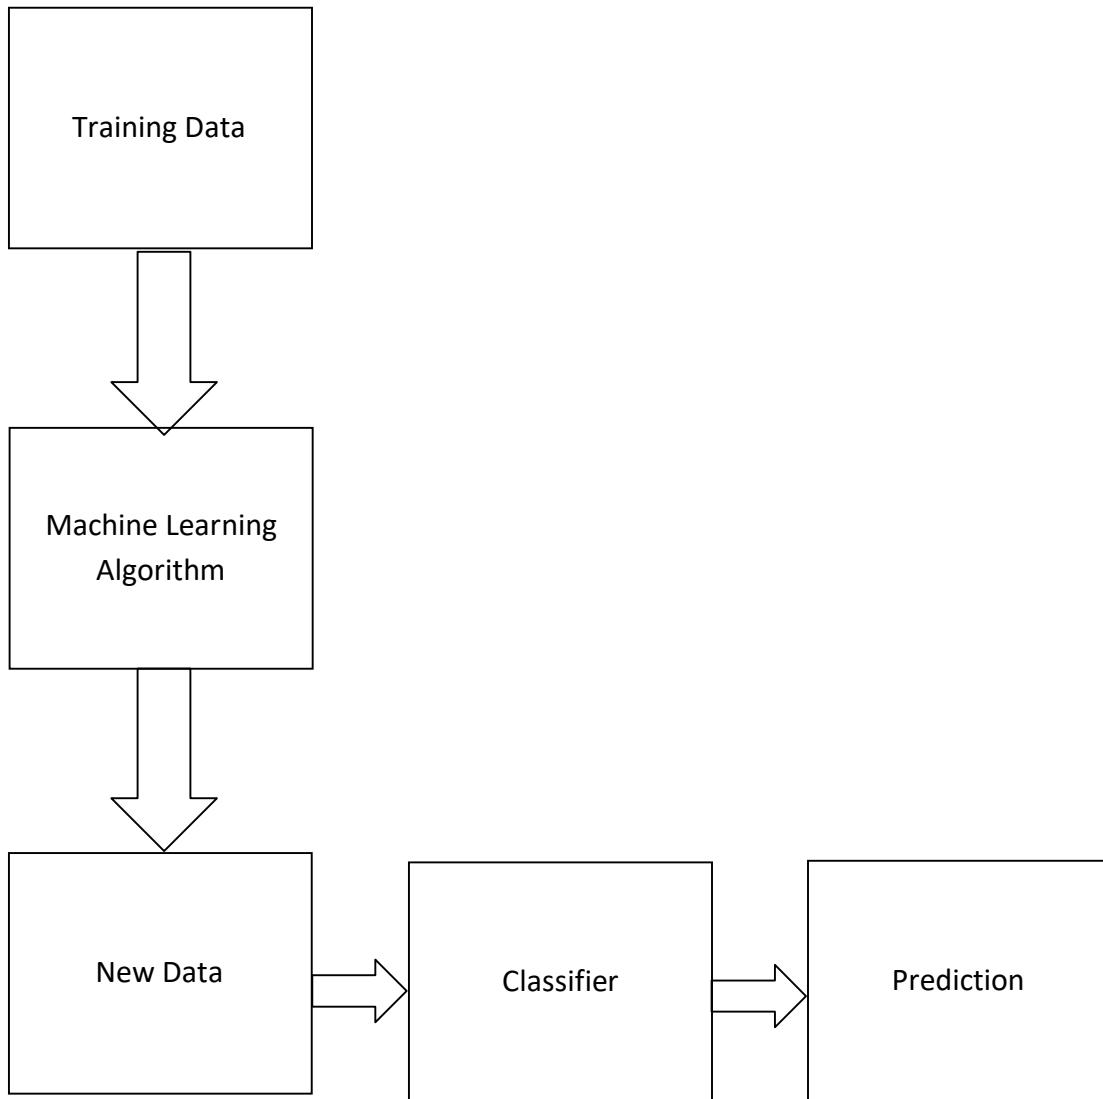 Training Data
Machine Learning
Algorithm
New Data
Classifier
Prediction